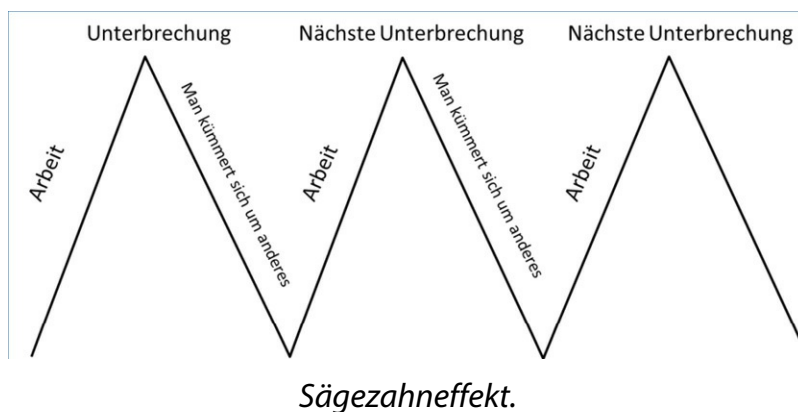 Unterbrechung
Nächste Unterbrechung
Nächste Unterbrechung
Arbeit
Man kümmert sich um anderes
Arbeit
Man kümmert sich um anderes
Arbeit
Sägezahneffekt.